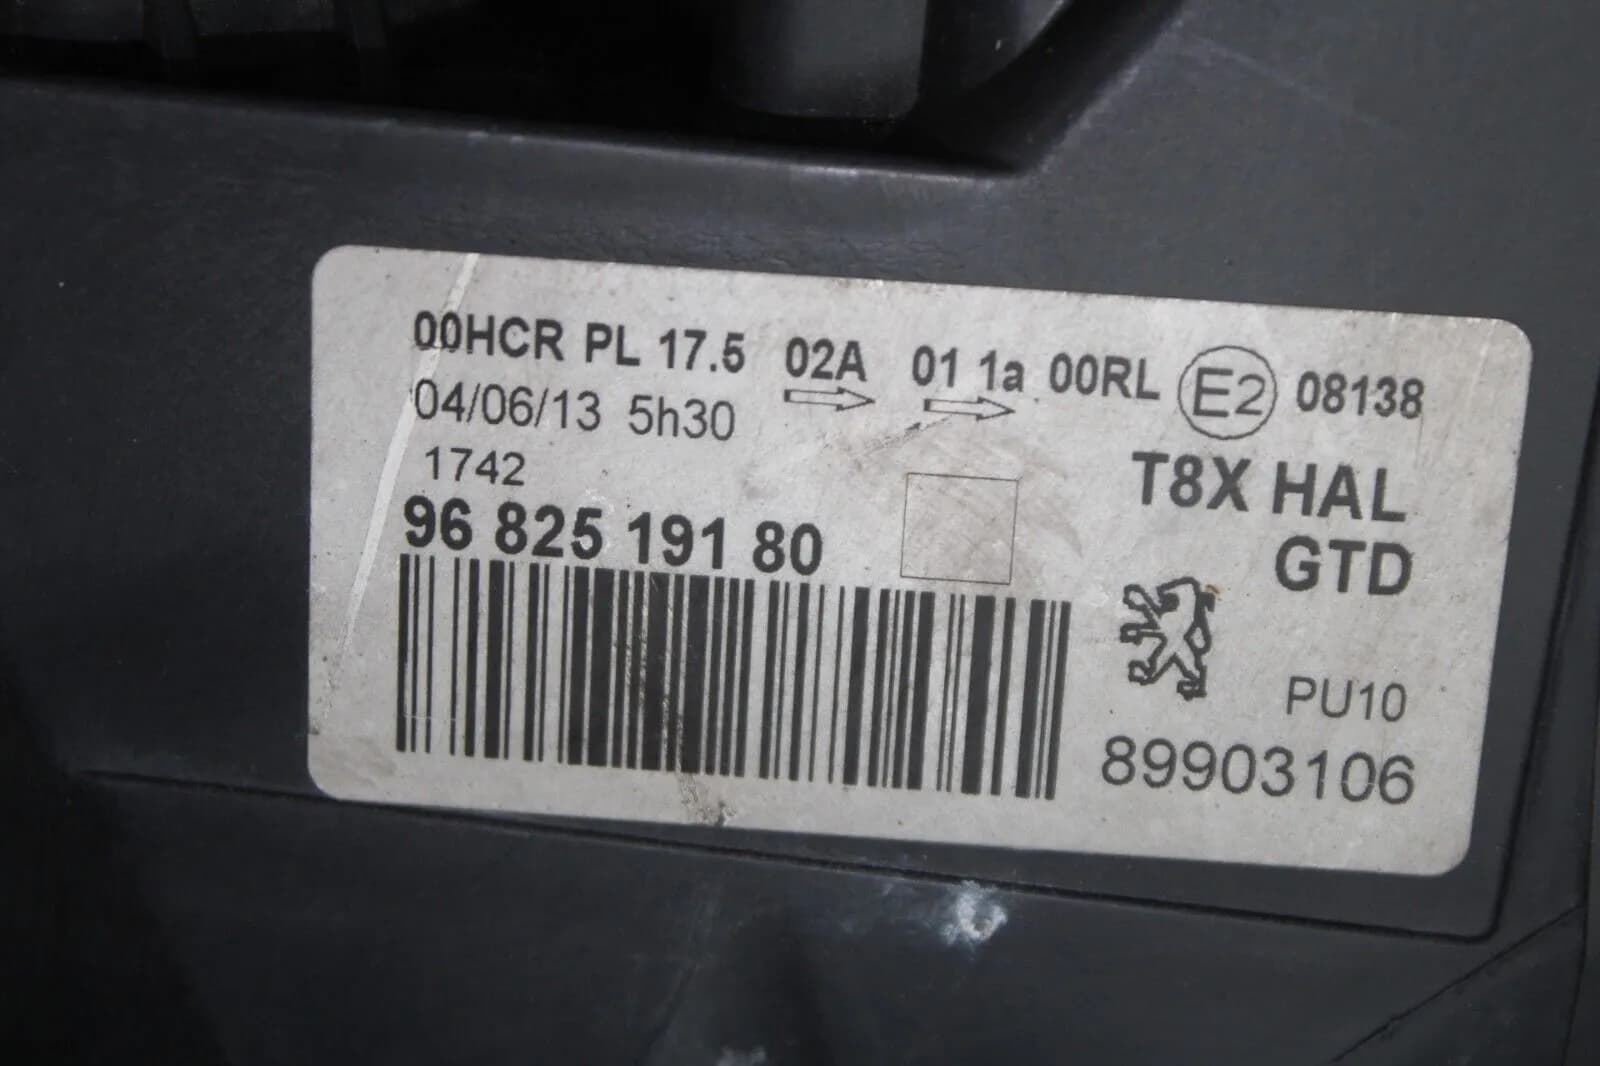 00HCR PL 17.5 02A 01 1a 00RL E2 08138
04/06/13 5h30
1742
96 825 191 80
T8X HAL
GTD
PU10
89903106